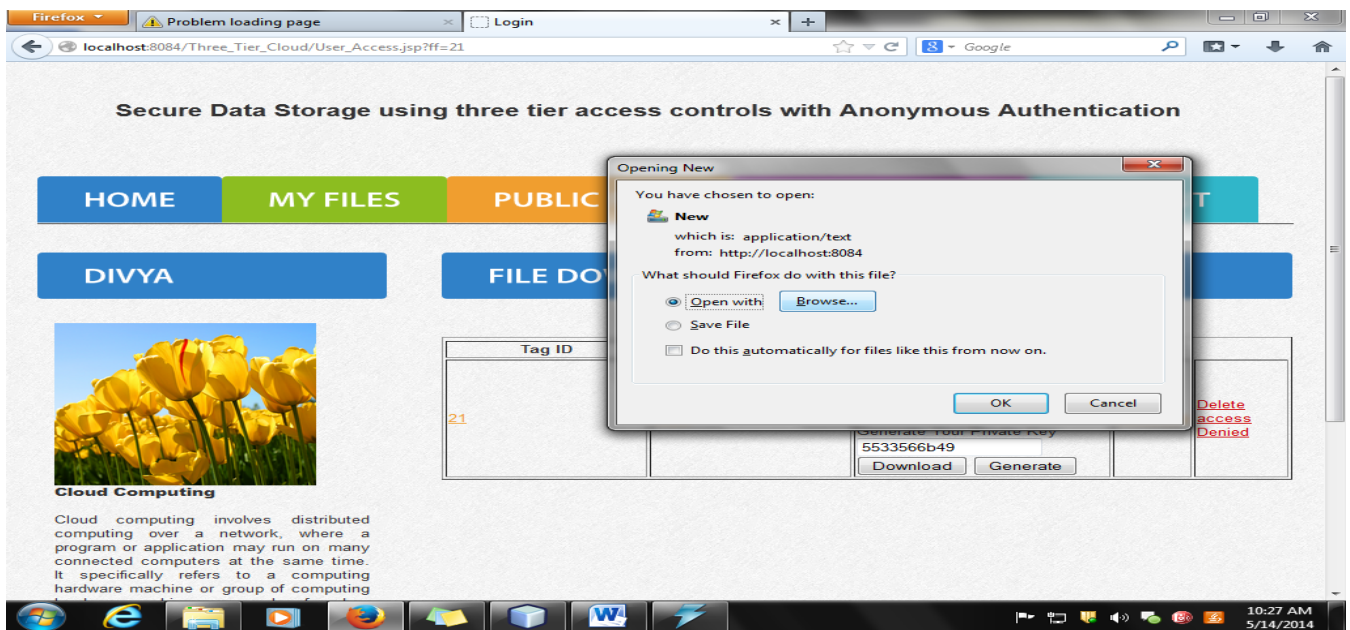 Firefox
Problem loading page
Login
localhost:8084/Three_Tier_Cloud/User_Access.jsp?ff=21
Google
Secure Data Storage using three tier access controls with Anonymous Authentication
HOME
MY FILES
PUBLIC
T
DIVYA
FILE DO
Opening New
You have chosen to open:
New
which is: application/text
from: http://localhost:8084
What should Firefox do with this file?
Open with
Browse...
Save File
Do this automatically for files like this from now on.
OK
Cancel
Tag ID
21
Generate Your Private Key
5533566b49
Download
Generate
Delete
access
Denied
Cloud Computing
Cloud computing involves distributed
computing over a network, where a
program or application may run on many
connected computers at the same time.
It specifically refers to a computing
hardware machine or group of computing
10:27 AM
5/14/2014